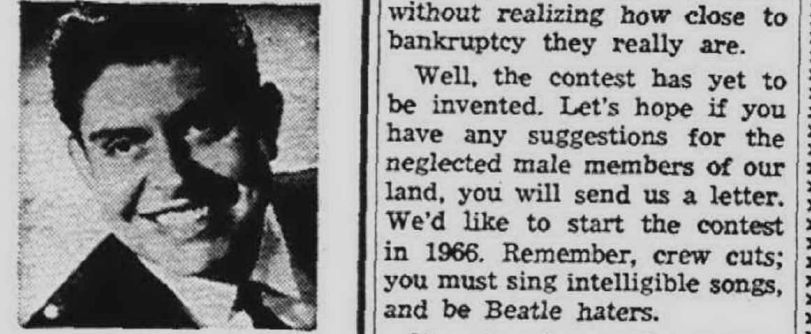 without realizing how close to
bankruptcy they really are.
Well, the contest has yet to
be invented. Let's hope if you
have any suggestions for the
neglected male members of our
land, you will send us a letter.
We'd like to start the contest
in 1966. Remember, crew cuts;
you must sing intelligible songs,
and be Beatle haters.